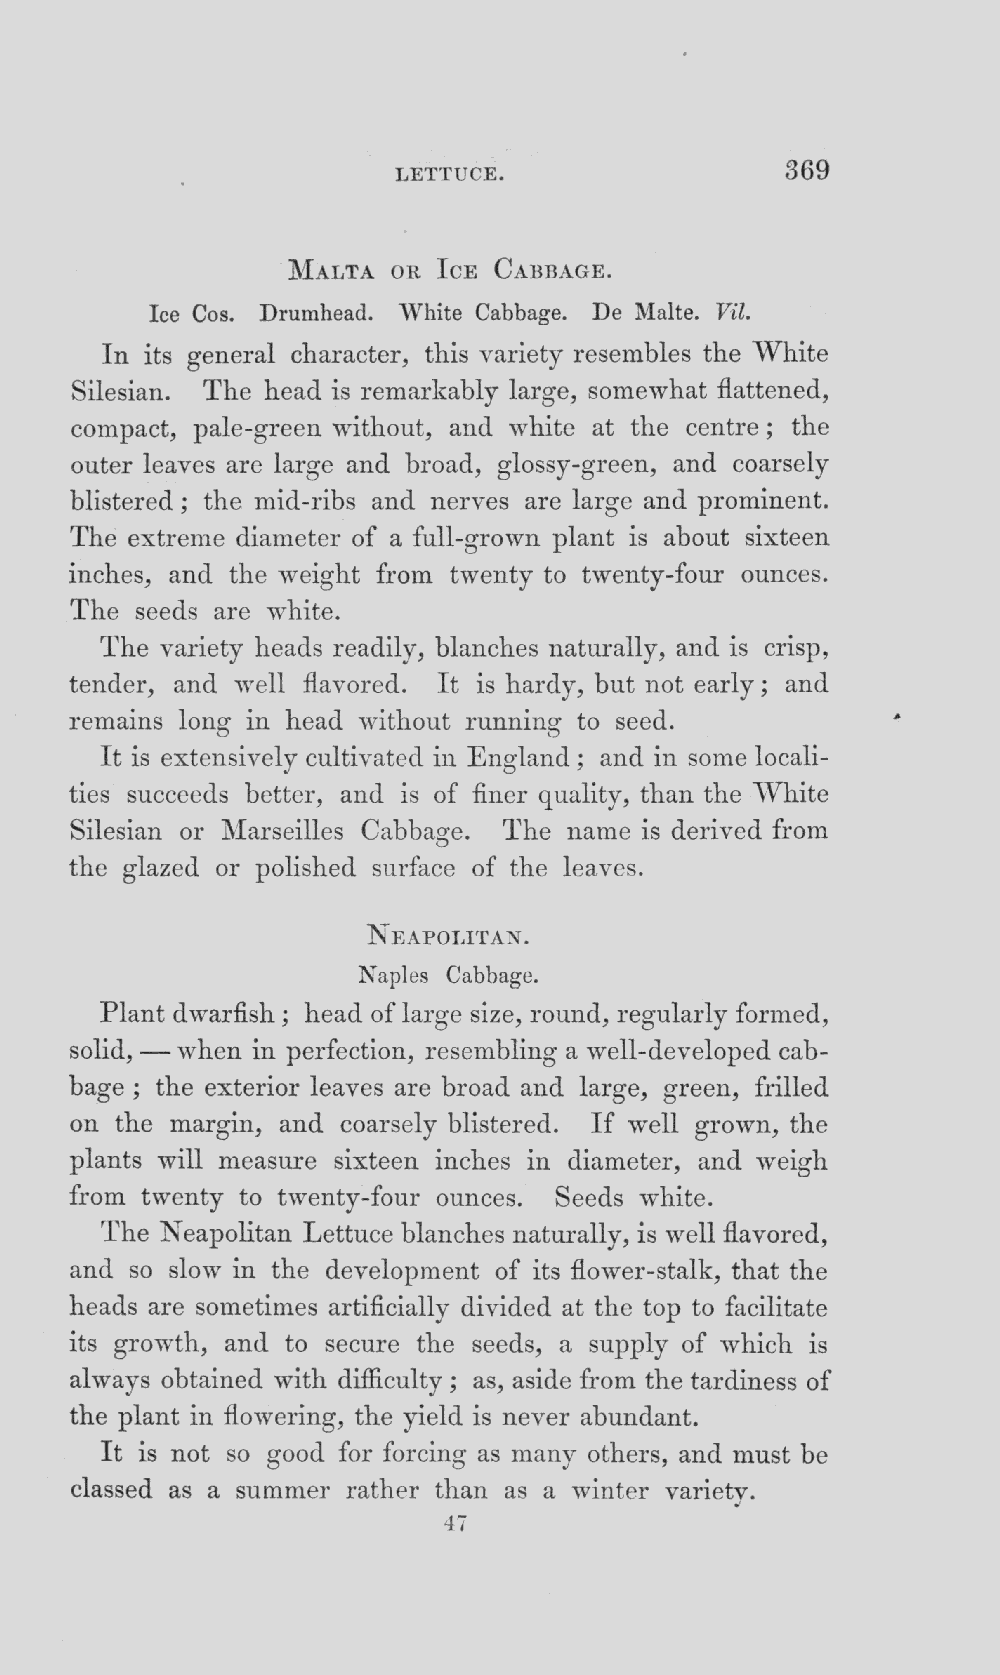 LETTUCE. 369
MALTA OR ICE CABBAGE.
Ice Cos. Drumhead. White Cabbage. De Malte. Vil.
In its general character, this variety resembles the White
Silesian. The head is remarkably large, somewhat flattened,
compact, pale-green without, and white at the centre; the
outer leaves are large and broad, glossy-green, and coarsely
blistered; the mid-ribs and nerves are large and prominent.
The extreme diameter of a full-grown plant is about sixteen
inches, and the weight from twenty to twenty-four ounces.
The seeds are white.
The variety heads readily, blanches naturally, and is crisp,
tender, and well flavored. It is hardy, but not early; and
remains long in head without running to seed.
It is extensively cultivated in England; and in some locali-
ties succeeds better, and is of finer quality, than the White
Silesian or Marseilles Cabbage. The name is derived from
the glazed or polished surface of the leaves.
NEAPOLITAN.
Naples Cabbage.
Plant dwarfish; head of large size, round, regularly formed,
solid, — when in perfection, resembling a well-developed cab-
bage; the exterior leaves are broad and large, green, frilled
on the margin, and coarsely blistered. If well grown, the
plants will measure sixteen inches in diameter, and weigh
from twenty to twenty-four ounces. Seeds white.
The Neapolitan Lettuce blanches naturally, is well flavored,
and so slow in the development of its flower-stalk, that the
heads are sometimes artificially divided at the top to facilitate
its growth, and to secure the seeds, a supply of which is
always obtained with difficulty; as, aside from the tardiness of
the plant in flowering, the yield is never abundant.
It is not so good for forcing as many others, and must be
classed as a summer rather than as a winter variety.
47